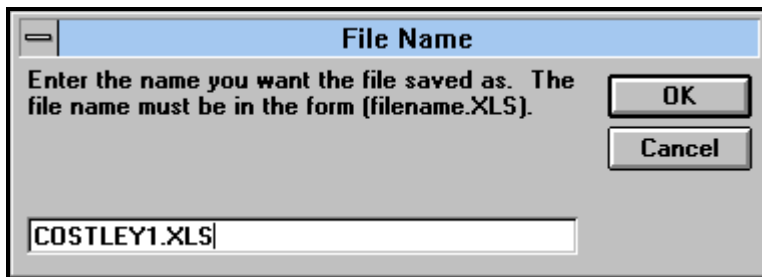 File Name
Enter the name you want the file saved as.  The
file name must be in the form (filename.XLS).
OK
Cancel
COSTLEY1.XLS